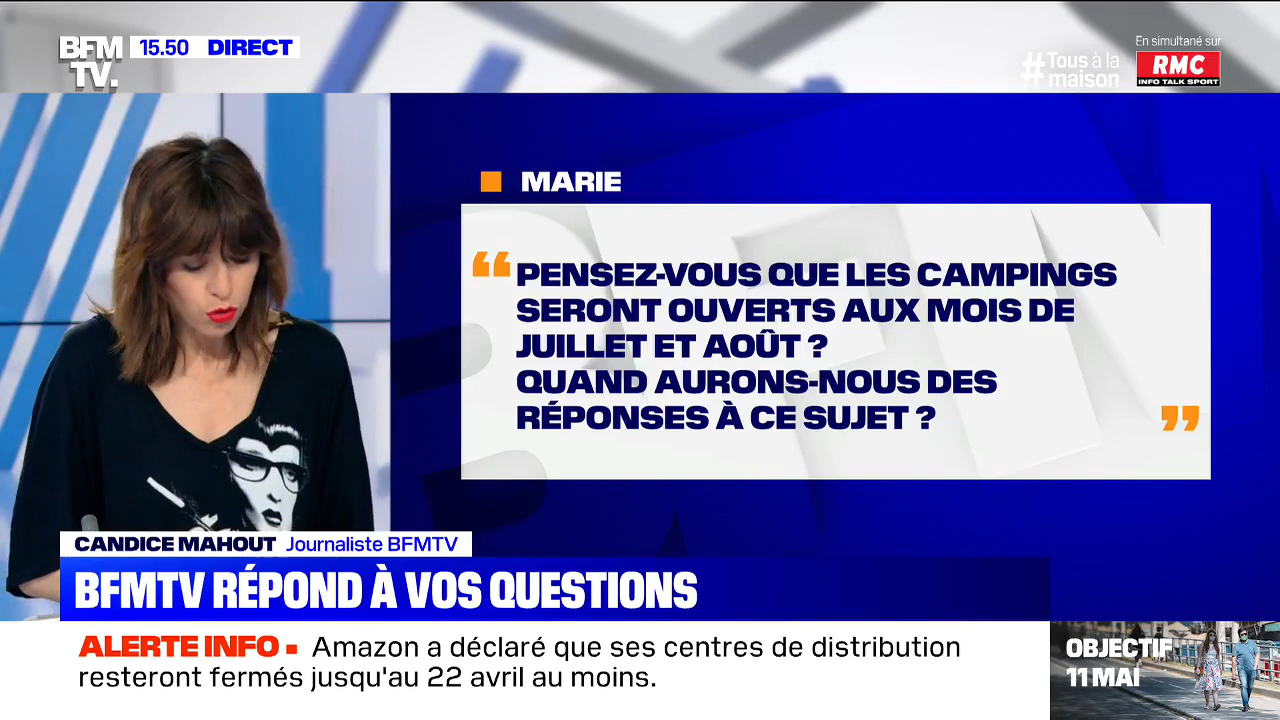 BFM
TV.
15.50 DIRECT
En simultané sur
#Tous à la
maison
RMC
INFO TALK SPORT
MARIE
“PENSEZ-VOUS QUE LES CAMPINGS
SERONT OUVERTS AUX MOIS DE
JUILLET ET AOÛT ?
QUAND AURONS-NOUS DES
RÉPONSES À CE SUJET ?”
CANDICE MAHOUT Journaliste BFMTV
BFMTV RÉPOND À VOS QUESTIONS
ALERTE INFO ▪ Amazon a déclaré que ses centres de distribution
resteront fermés jusqu'au 22 avril au moins.
OBJECTIF
11 MAI